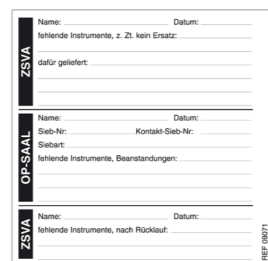 ZSVA
Name: Datum:
fehlende Instrumente, z. Zt. kein Ersatz:
dafür geliefert:
OP-SAAL
Name: Datum:
Sieb-Nr: Kontakt-Sieb-Nr:
Siebart:
fehlende Instrumente, Beanstandungen:
ZSVA
Name: Datum:
fehlende Instrumente, nach Rücklauf:
REF 09071